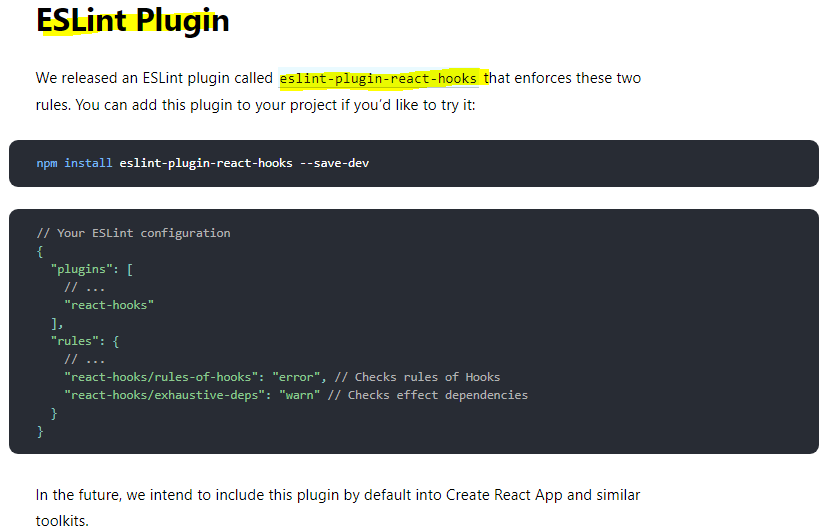 ESLint Plugin
We released an ESLint plugin called eslint-plugin-react-hooks that enforces these two
rules. You can add this plugin to your project if you’d like to try it:
npm install eslint-plugin-react-hooks --save-dev
// Your ESLint configuration
{
  "plugins": [
    // ...
    "react-hooks"
  ],
  "rules": {
    // ...
    "react-hooks/rules-of-hooks": "error", // Checks rules of Hooks
    "react-hooks/exhaustive-deps": "warn" // Checks effect dependencies
  }
}
In the future, we intend to include this plugin by default into Create React App and similar
toolkits.